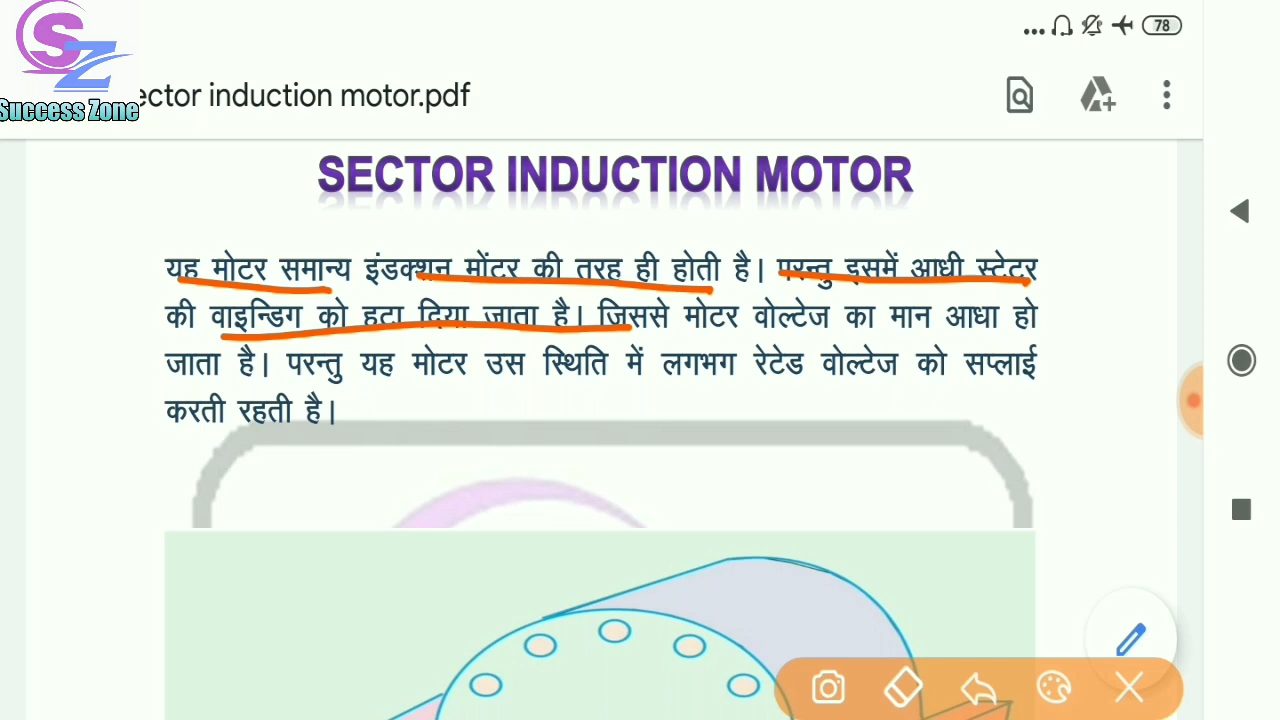 SZ
Success Zone
78
ector induction motor.pdf
SECTOR INDUCTION MOTOR
यह मोटर समान्य इंडक्शन मोंटर की तरह ही होती है। परन्तु इसमें आधी स्टेटर
की वाइन्डिग को हटा दिया जाता है। जिससे मोटर वोल्टेज का मान आधा हो
जाता है। परन्तु यह मोटर उस स्थिति में लगभग रेटेड वोल्टेज को सप्लाई
करती रहती है।